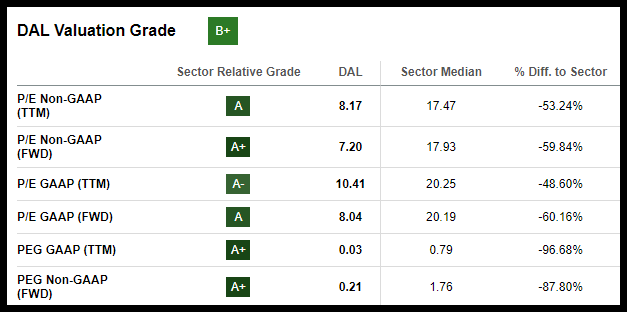 DAL Valuation Grade B+
Sector Relative Grade DAL Sector Median % Diff. to Sector
P/E Non-GAAP
(TTM) A 8.17 17.47 -53.24%
P/E Non-GAAP
(FWD) A+ 7.20 17.93 -59.84%
P/E GAAP (TTM) A- 10.41 20.25 -48.60%
P/E GAAP (FWD) A 8.04 20.19 -60.16%
PEG GAAP (TTM) A+ 0.03 0.79 -96.68%
PEG Non-GAAP
(FWD) A+ 0.21 1.76 -87.80%